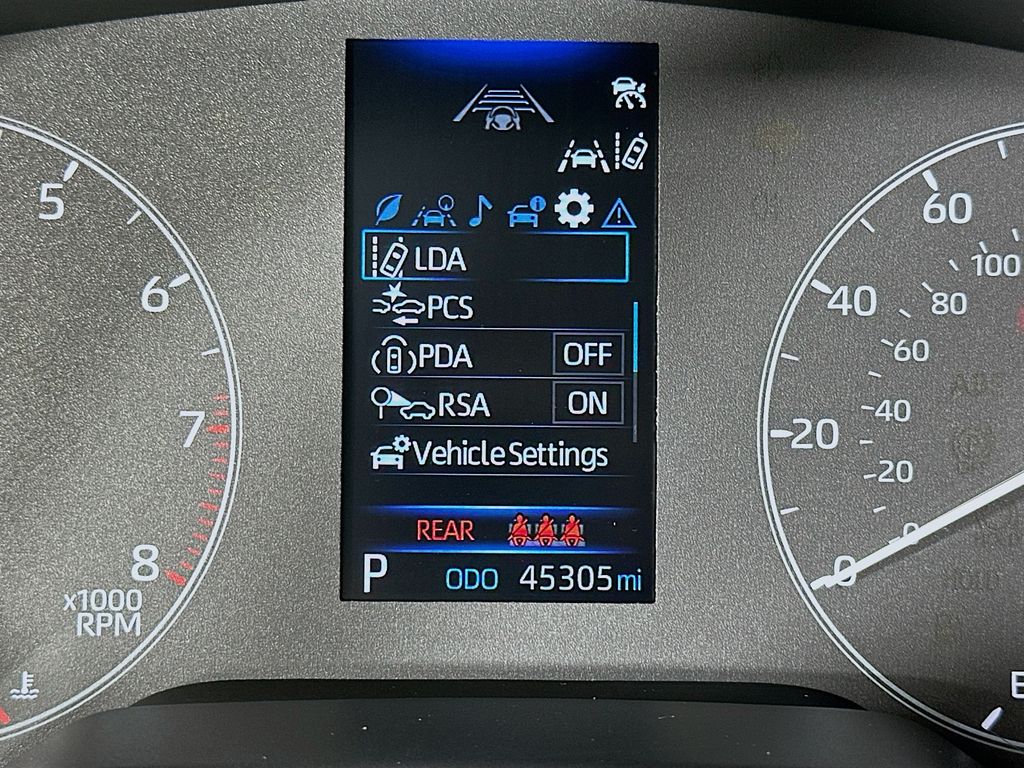 5
6
7
8
x1000
RPM
LDA
PCS
PDA OFF
RSA ON
Vehicle Settings
REAR
P ODO 45305 mi
60
40
20
0
100
80
60
40
20
0
E